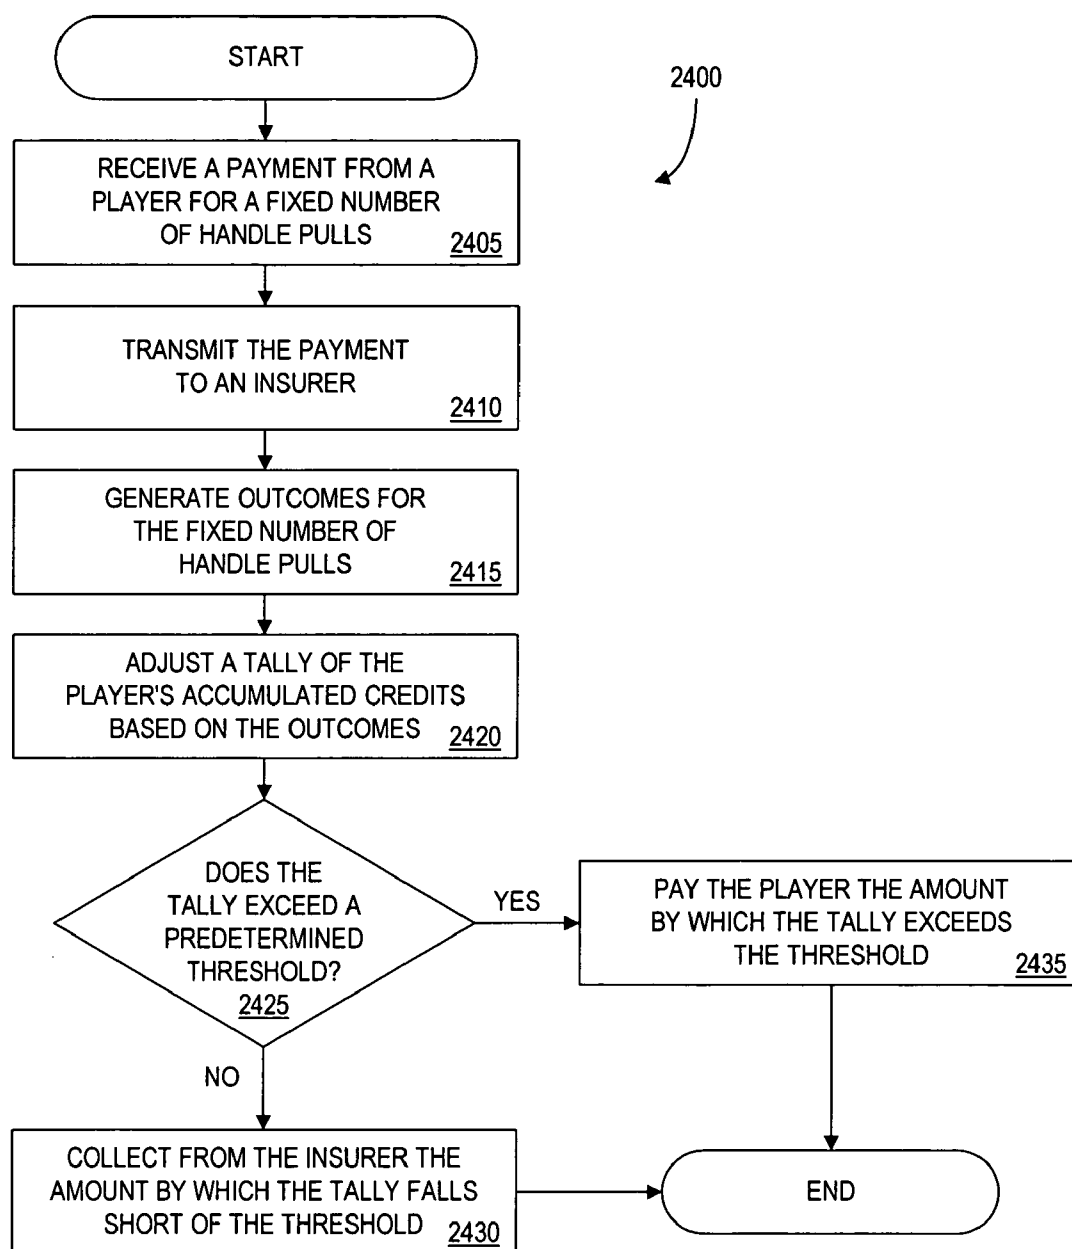 START
2400
RECEIVE A PAYMENT FROM A
PLAYER FOR A FIXED NUMBER
OF HANDLE PULLS
2405
TRANSMIT THE PAYMENT
TO AN INSURER
2410
GENERATE OUTCOMES FOR
THE FIXED NUMBER OF
HANDLE PULLS
2415
ADJUST A TALLY OF THE
PLAYER'S ACCUMULATED CREDITS
BASED ON THE OUTCOMES
2420
DOES THE
TALLY EXCEED A
PREDETERMINED
THRESHOLD?
2425
YES
PAY THE PLAYER THE AMOUNT
BY WHICH THE TALLY EXCEEDS
THE THRESHOLD
2435
NO
COLLECT FROM THE INSURER THE
AMOUNT BY WHICH THE TALLY FALLS
SHORT OF THE THRESHOLD
2430
END